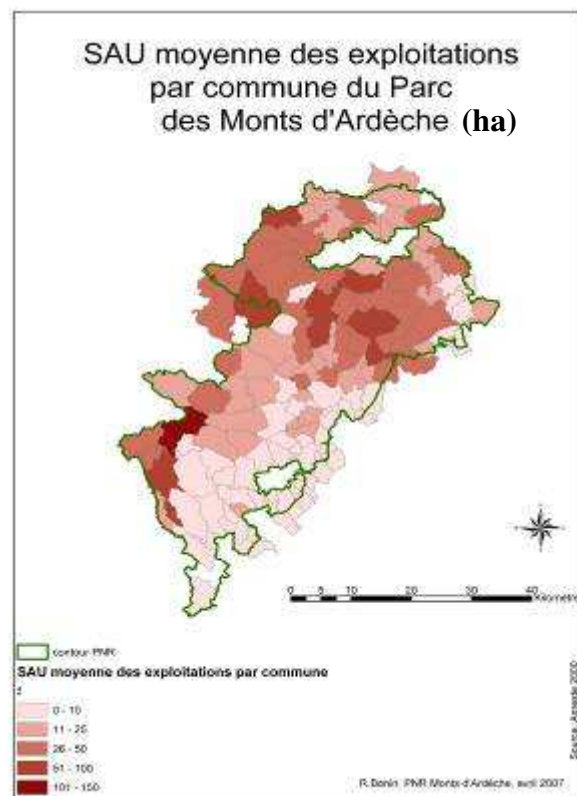 SAU moyenne des exploitations
par commune du Parc
des Monts d'Ardèche (ha)
0 5 10 20 30 40
contour PNR
SAU moyenne des exploitations par commune
0 - 10
11 - 25
26 - 50
51 - 100
101 - 150
R.Bonin PNR Monts d'Ardèche, avril 2007